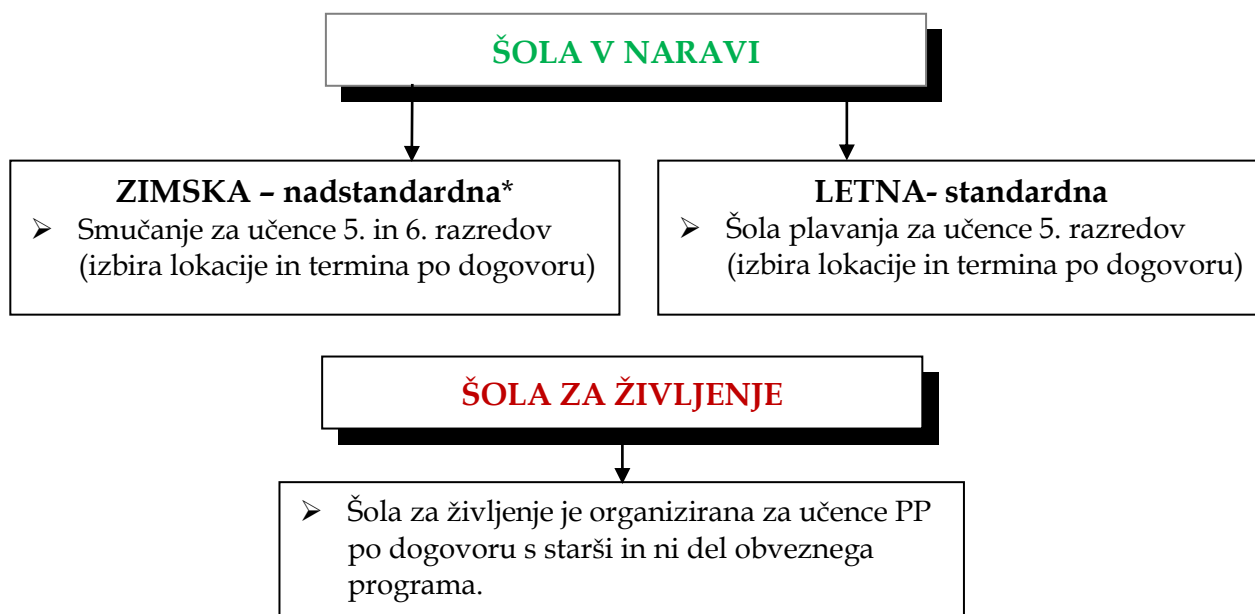 ŠOLA V NARAVI
ZIMSKA – nadstandardna*
➢ Smučanje za učence 5. in 6. razredov
(izbira lokacije in termina po dogovoru)
LETNA- standardna
➢ Šola plavanja za učence 5. razredov
(izbira lokacije in termina po dogovoru)
ŠOLA ZA ŽIVLJENJE
➢ Šola za življenje je organizirana za učence PP
po dogovoru s starši in ni del obveznega
programa.